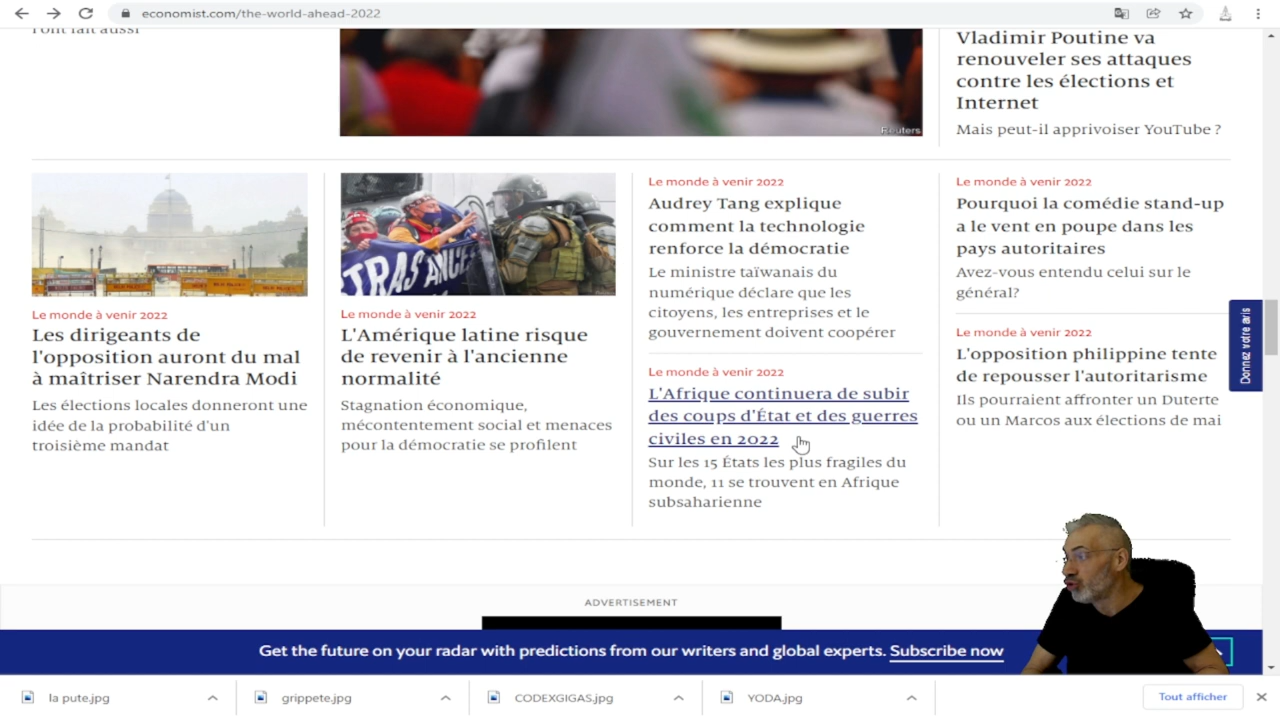 economist.com/the-world-ahead-2022
l'ont fait aussi
Reuters
Vladimir Poutine va
renouveler ses attaques
contre les élections et
Internet
Mais peut-il apprivoiser YouTube ?
TRAS ANCE
Le monde à venir 2022
Les dirigeants de
l'opposition auront du mal
à maîtriser Narendra Modi
Les élections locales donneront une
idée de la probabilité d'un
troisième mandat
Le monde à venir 2022
L'Amérique latine risque
de revenir à l'ancienne
normalité
Stagnation économique,
mécontentement social et menaces
pour la démocratie se profilent
Le monde à venir 2022
Audrey Tang explique
comment la technologie
renforce la démocratie
Le ministre taïwanais du
numérique déclare que les
citoyens, les entreprises et le
gouvernement doivent coopérer
Le monde à venir 2022
L'Afrique continuera de subir
des coups d'État et des guerres
civiles en 2022
Sur les 15 États les plus fragiles du
monde, 11 se trouvent en Afrique
subsaharienne
Le monde à venir 2022
Pourquoi la comédie stand-up
a le vent en poupe dans les
pays autoritaires
Avez-vous entendu celui sur le
général?
Le monde à venir 2022
L'opposition philippine tente
de repousser l'autoritarisme
Ils pourraient affronter un Duterte
ou un Marcos aux élections de mai
Donnez votre avis
ADVERTISEMENT
Get the future on your radar with predictions from our writers and global experts. Subscribe now
la pute.jpg
grippete.jpg
CODEXGIGAS.jpg
YODA.jpg
Tout afficher